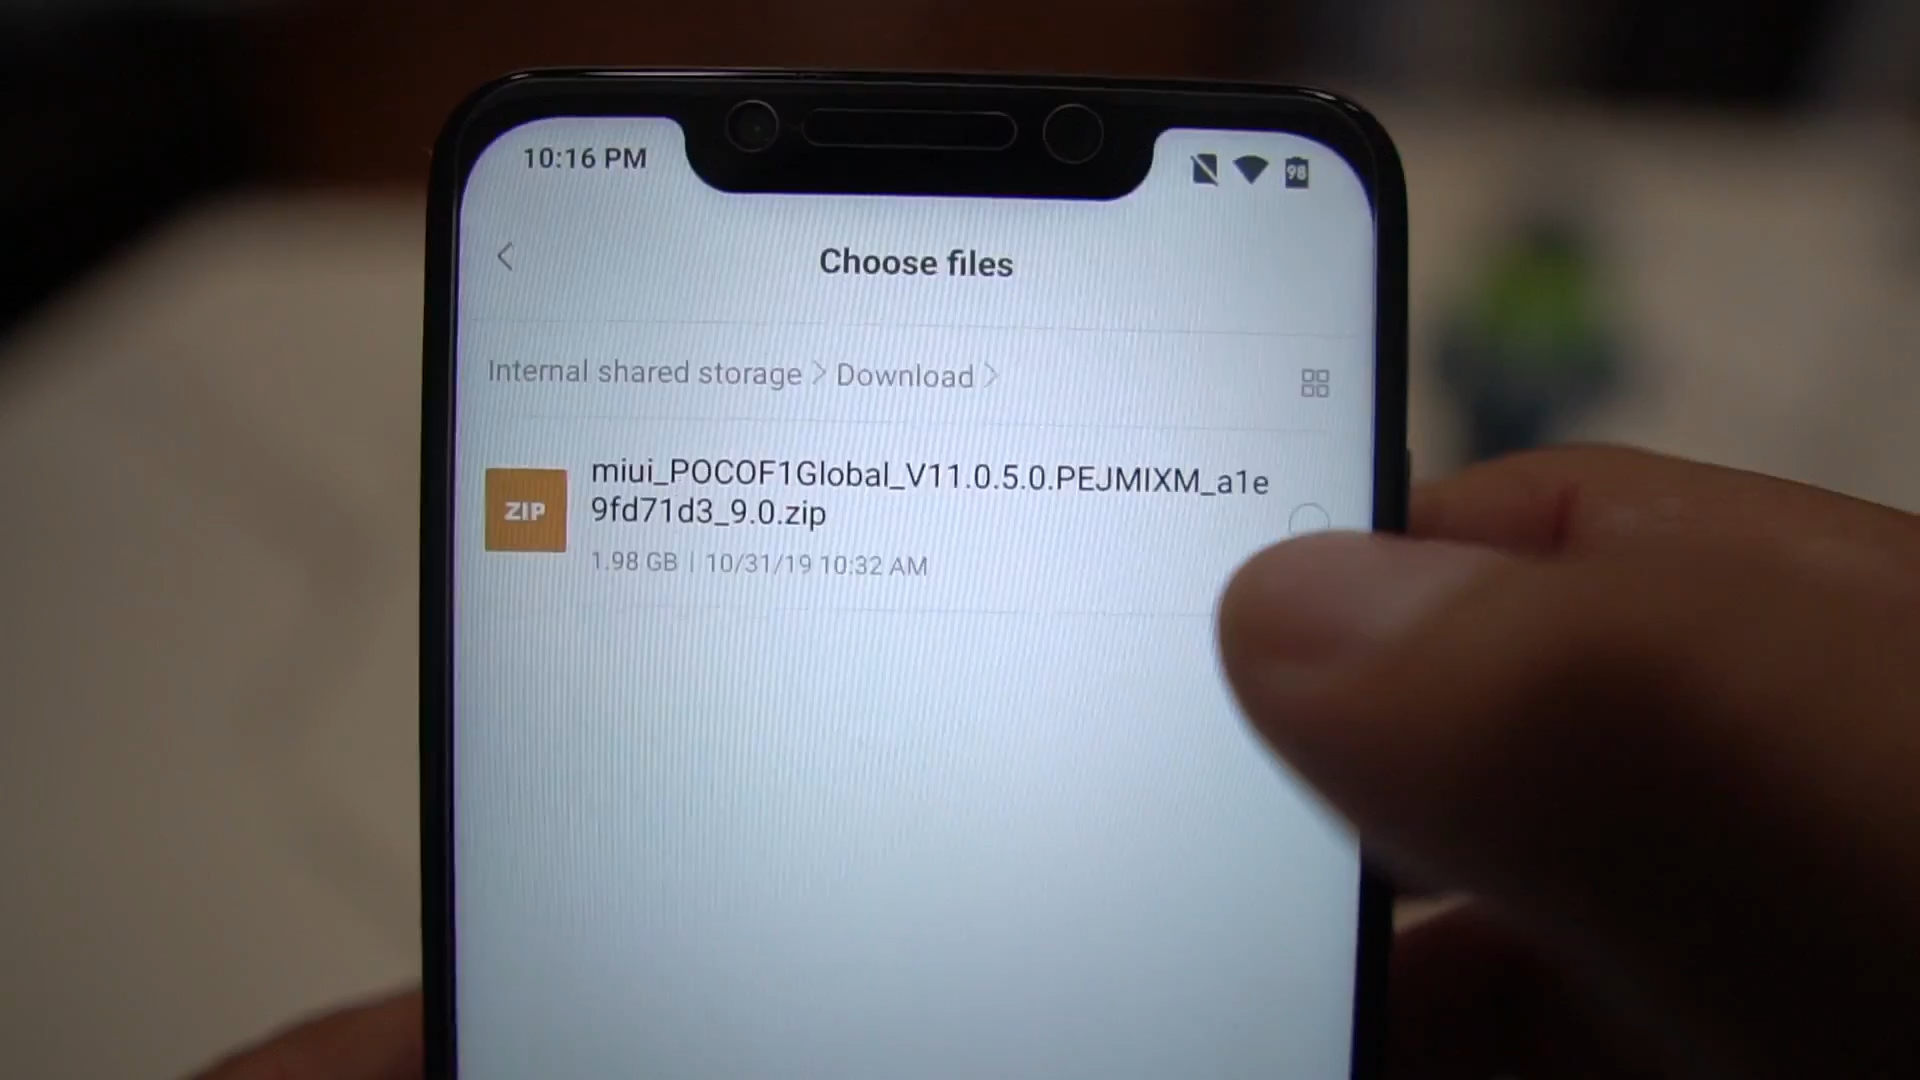 10:16 PM
98
Choose files
Internal shared storage > Download >
ZIP
miui_POCOF1Global_V11.0.5.0.PEJMIXM_a1e
9fd71d3_9.0.zip
1.98 GB | 10/31/19 10:32 AM